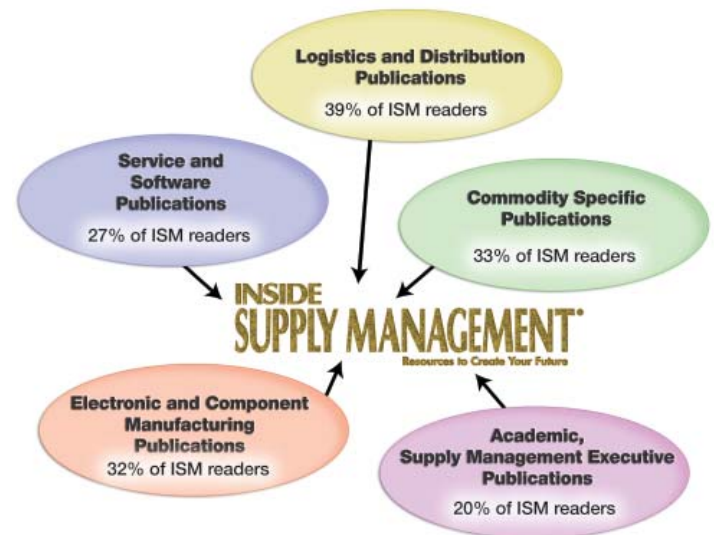 Logistics and Distribution
Publications
39% of ISM readers
Service and
Software
Publications
27% of ISM readers
Commodity Specific
Publications
33% of ISM readers
INSIDE
SUPPLY MANAGEMENT®
Resources to Create Your Future
Electronic and Component
Manufacturing
Publications
32% of ISM readers
Academic,
Supply Management Executive
Publications
20% of ISM readers